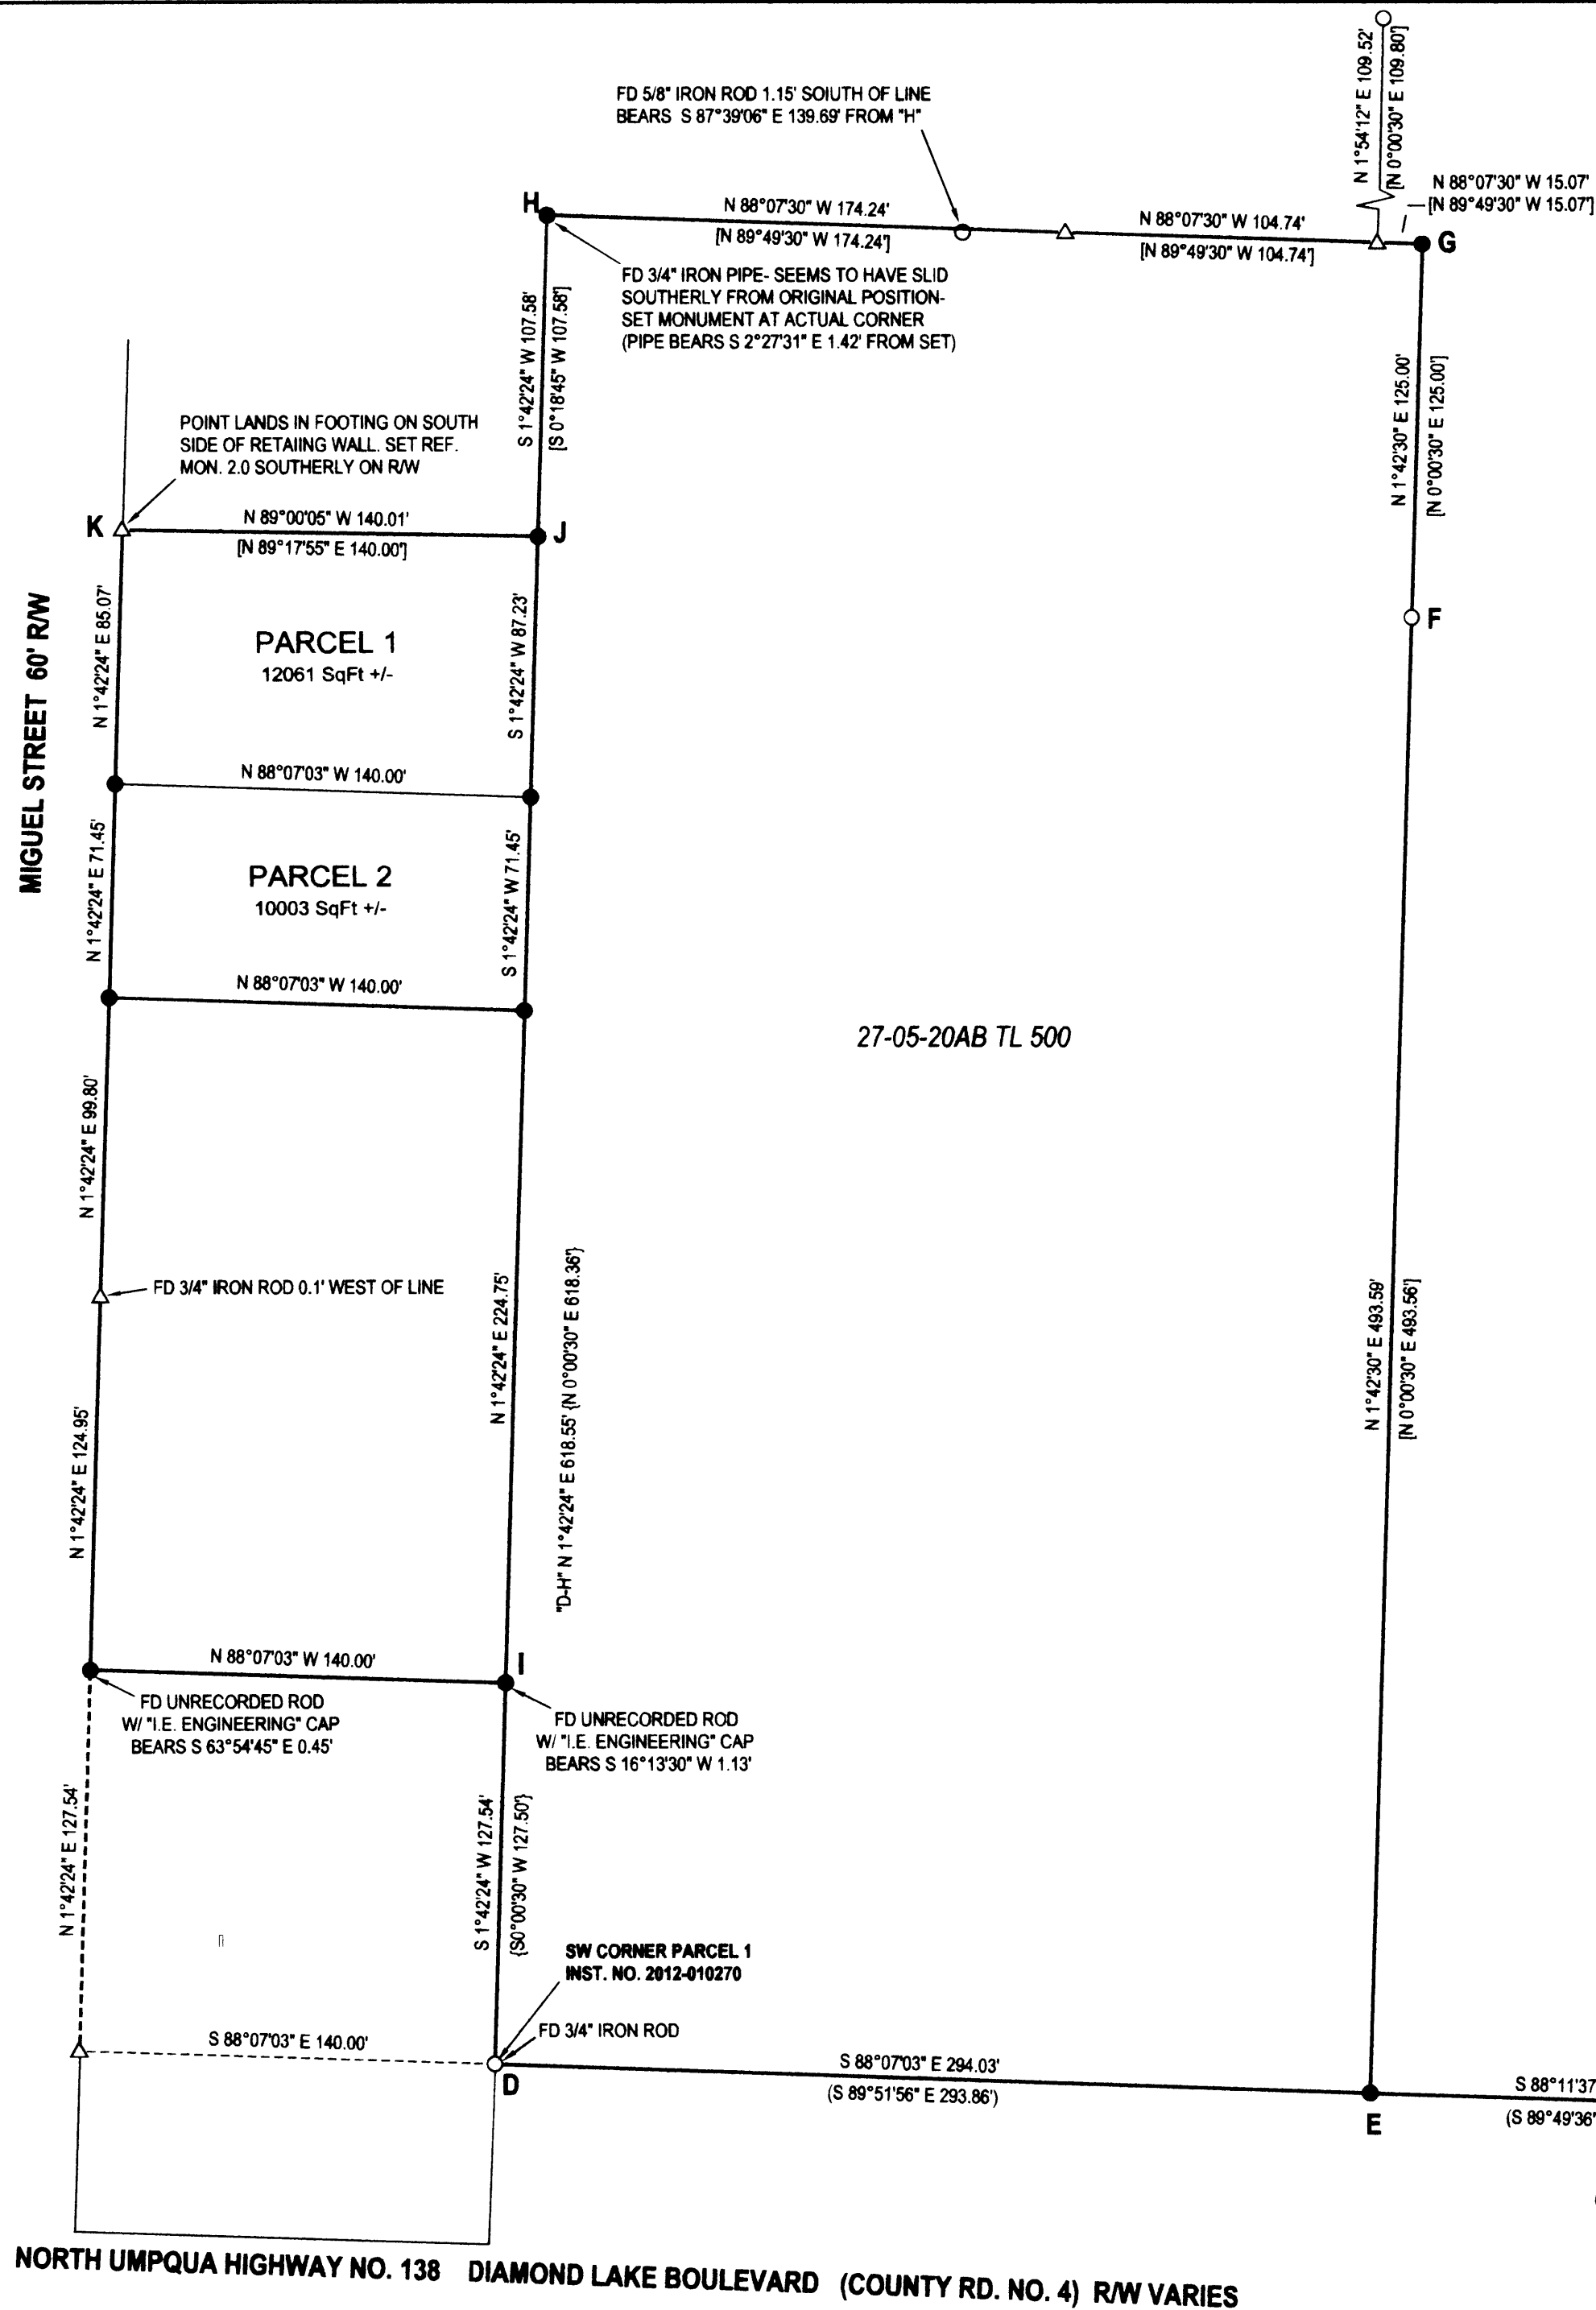 N 1°54'12" E 109.52'
[N 0°00'30" E 109.80']
FD 5/8" IRON ROD 1.15' SOIUTH OF LINE
BEARS S 87°39'06" E 139.69' FROM "H"
N 88°07'30" W 15.07'
[N 89°49'30" W 15.07']
H
N 88°07'30" W 174.24'
[N 89°49'30" W 174.24']
N 88°07'30" W 104.74'
[N 89°49'30" W 104.74']
G
FD 3/4" IRON PIPE- SEEMS TO HAVE SLID
SOUTHERLY FROM ORIGINAL POSITION-
SET MONUMENT AT ACTUAL CORNER
(PIPE BEARS S 2°27'31" E 1.42' FROM SET)
S 1°42'24" W 107.58'
[S 0°18'45" W 107.58']
N 1°42'30" E 125.00'
[N 0°00'30" E 125.00']
POINT LANDS IN FOOTING ON SOUTH
SIDE OF RETAIING WALL. SET REF.
MON. 2.0 SOUTHERLY ON R/W
K
N 89°00'05" W 140.01'
[N 89°17'55" E 140.00']
J
F
MIGUEL STREET 60' R/W
N 1°42'24" E 85.07'
PARCEL 1
12061 SqFt +/-
S 1°42'24" W 87.23'
N 88°07'03" W 140.00'
N 1°42'24" E 71.45'
PARCEL 2
10003 SqFt +/-
S 1°42'24" W 71.45'
N 88°07'03" W 140.00'
27-05-20AB TL 500
N 1°42'24" E 99.80'
FD 3/4" IRON ROD 0.1' WEST OF LINE
N 1°42'24" E 224.75'
"D-H" N 1°42'24" E 618.55' {N 0°00'30" E 618.36'}
N 1°42'30" E 493.59'
[N 0°00'30" E 493.56']
N 1°42'24" E 124.95'
N 88°07'03" W 140.00'
I
FD UNRECORDED ROD
W/ "I.E. ENGINEERING" CAP
BEARS S 63°54'45" E 0.45'
FD UNRECORDED ROD
W/ "I.E. ENGINEERING" CAP
BEARS S 16°13'30" W 1.13'
N 1°42'24" E 127.54'
S 1°42'24" W 127.54'
{S0°00'30" W 127.50'}
SW CORNER PARCEL 1
INST. NO. 2012-010270
FD 3/4" IRON ROD
S 88°07'03" E 140.00'
D
S 88°07'03" E 294.03'
(S 89°51'56" E 293.86')
E
S 88°11'37
(S 89°49'36"
NORTH UMPQUA HIGHWAY NO. 138 DIAMOND LAKE BOULEVARD (COUNTY RD. NO. 4) R/W VARIES